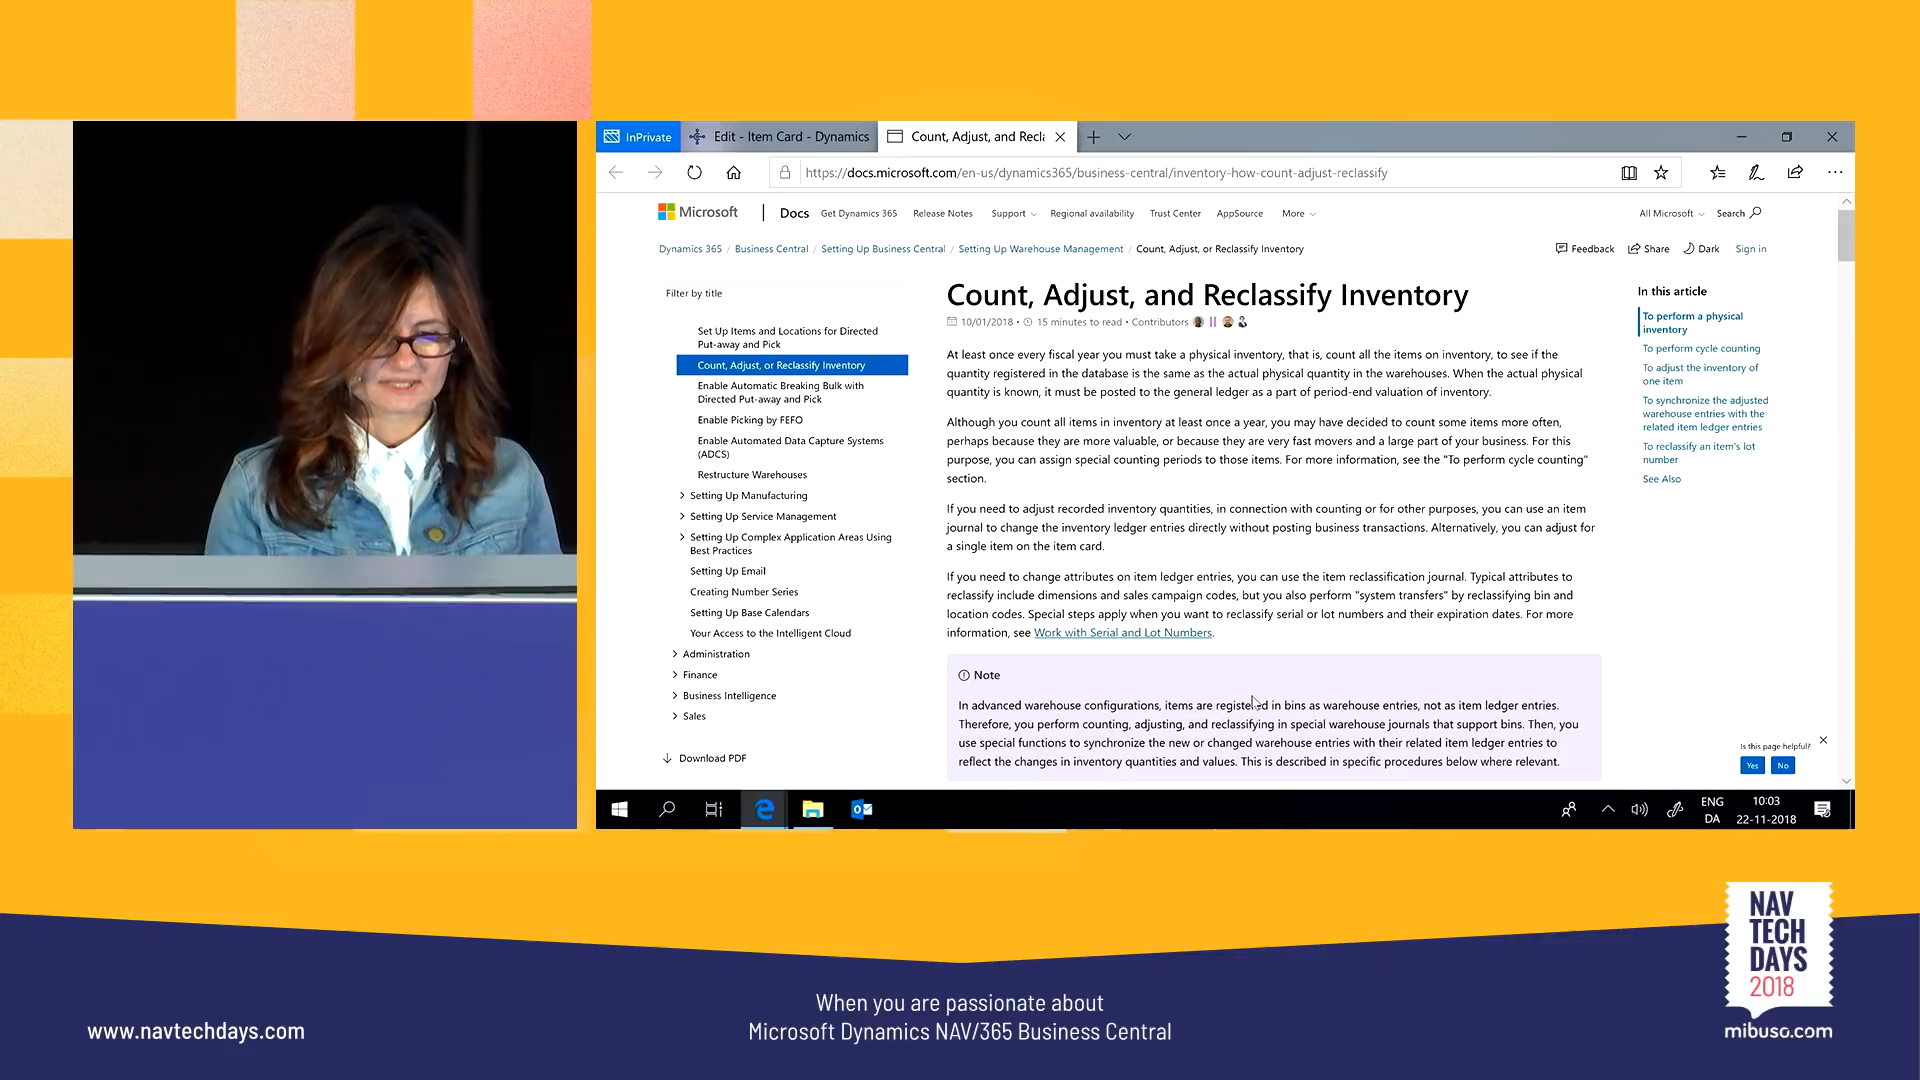 InPrivate
Edit - Item Card - Dynamics
Count, Adjust, and Recla
https://docs.microsoft.com/en-us/dynamics365/business-central/inventory-how-count-adjust-reclassify
Microsoft
Docs
Get Dynamics 365
Release Notes
Support
Regional availability
Trust Center
AppSource
More
All Microsoft
Search
Dynamics 365 / Business Central / Setting Up Business Central / Setting Up Warehouse Management / Count, Adjust, or Reclassify Inventory
Feedback
Share
Dark
Sign in
Filter by title
Set Up Items and Locations for Directed
Put-away and Pick
Count, Adjust, or Reclassify Inventory
Enable Automatic Breaking Bulk with
Directed Put-away and Pick
Enable Picking by FEFO
Enable Automated Data Capture Systems
(ADCS)
Restructure Warehouses
Setting Up Manufacturing
Setting Up Service Management
Setting Up Complex Application Areas Using
Best Practices
Setting Up Email
Creating Number Series
Setting Up Base Calendars
Your Access to the Intelligent Cloud
Administration
Finance
Business Intelligence
Sales
Download PDF
Count, Adjust, and Reclassify Inventory
10/01/2018 • 15 minutes to read • Contributors
At least once every fiscal year you must take a physical inventory, that is, count all the items on inventory, to see if the
quantity registered in the database is the same as the actual physical quantity in the warehouses. When the actual physical
quantity is known, it must be posted to the general ledger as a part of period-end valuation of inventory.
Although you count all items in inventory at least once a year, you may have decided to count some items more often,
perhaps because they are more valuable, or because they are very fast movers and a large part of your business. For this
purpose, you can assign special counting periods to those items. For more information, see the "To perform cycle counting"
section.
If you need to adjust recorded inventory quantities, in connection with counting or for other purposes, you can use an item
journal to change the inventory ledger entries directly without posting business transactions. Alternatively, you can adjust for
a single item on the item card.
If you need to change attributes on item ledger entries, you can use the item reclassification journal. Typical attributes to
reclassify include dimensions and sales campaign codes, but you also perform "system transfers" by reclassifying bin and
location codes. Special steps apply when you want to reclassify serial or lot numbers and their expiration dates. For more
information, see Work with Serial and Lot Numbers.
Note
In advanced warehouse configurations, items are registered in bins as warehouse entries, not as item ledger entries.
Therefore, you perform counting, adjusting, and reclassifying in special warehouse journals that support bins. Then, you
use special functions to synchronize the new or changed warehouse entries with their related item ledger entries to
reflect the changes in inventory quantities and values. This is described in specific procedures below where relevant.
In this article
To perform a physical
inventory
To perform cycle counting
To adjust the inventory of
one item
To synchronize the adjusted
warehouse entries with the
related item ledger entries
To reclassify an item's lot
number
See Also
Is this page helpful?
Yes
No
ENG
DA
10:03
22-11-2018
NAV
TECH
DAYS
2018
mibuso.com
www.navtechdays.com
When you are passionate about
Microsoft Dynamics NAV/365 Business Central